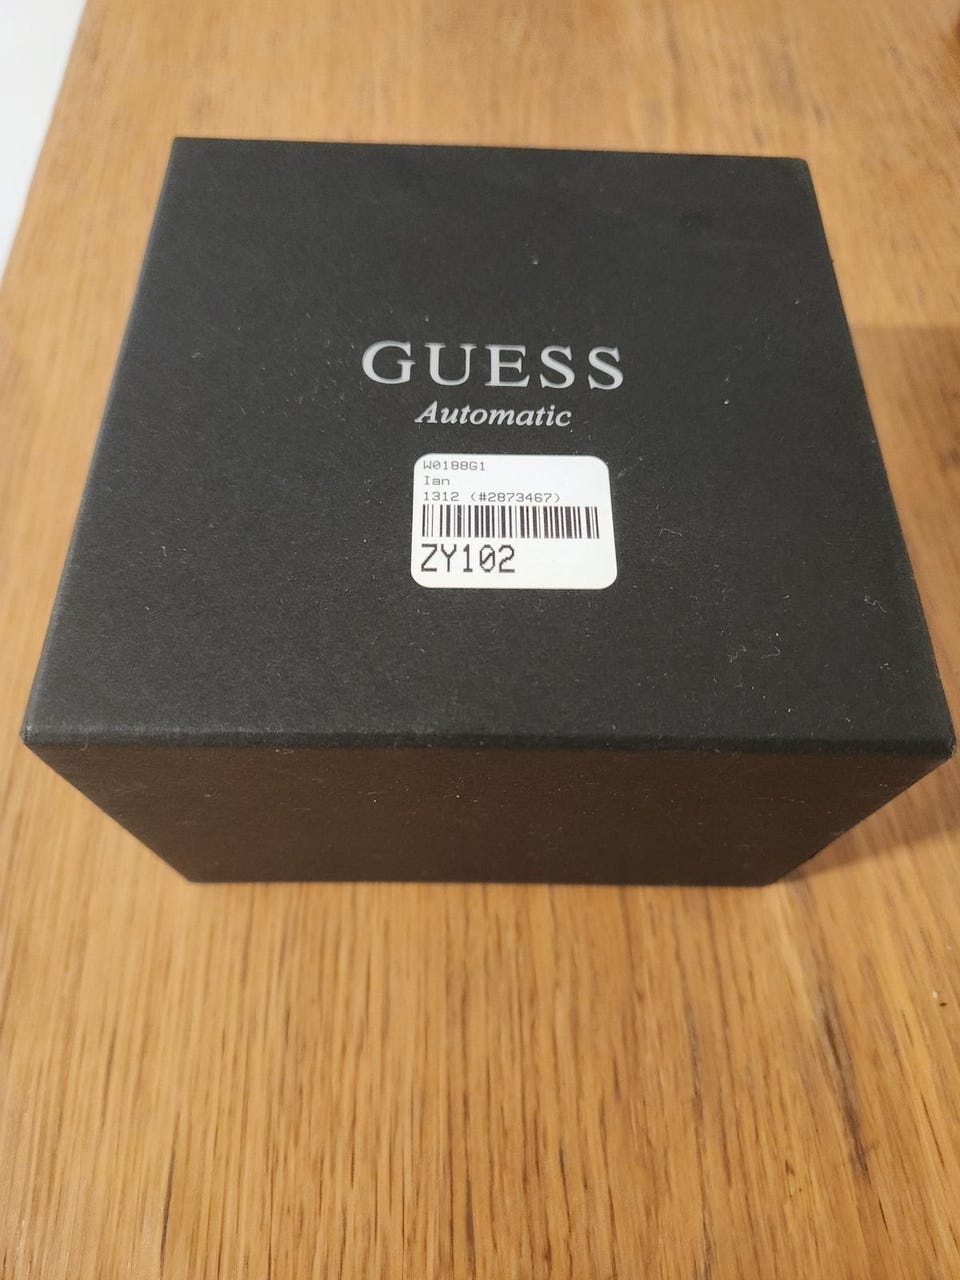 GUESS
Automatic
W0188G1
Ian
1312 (#2873467)
ZY102